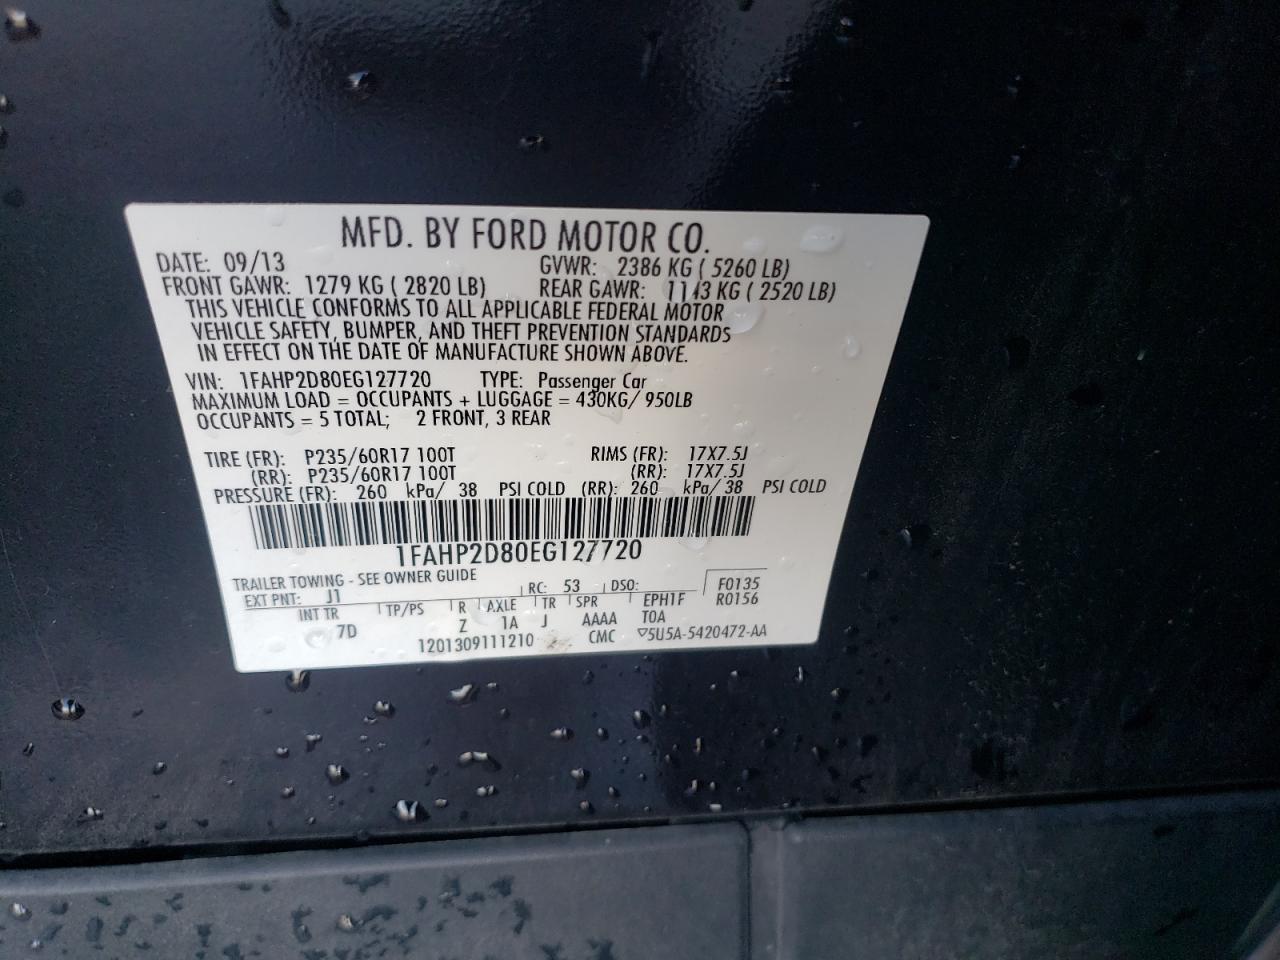 MFD. BY FORD MOTOR CO.
DATE: 09/13 GVWR: 2386 KG ( 5260 LB)
FRONT GAWR: 1279 KG ( 2820 LB) REAR GAWR: 1143 KG ( 2520 LB)
THIS VEHICLE CONFORMS TO ALL APPLICABLE FEDERAL MOTOR
VEHICLE SAFETY, BUMPER, AND THEFT PREVENTION STANDARDS
IN EFFECT ON THE DATE OF MANUFACTURE SHOWN ABOVE.
VIN: 1FAHP2D80EG127720 TYPE: Passenger Car
MAXIMUM LOAD = OCCUPANTS + LUGGAGE = 430KG/ 950LB
OCCUPANTS = 5 TOTAL; 2 FRONT, 3 REAR
TIRE (FR): P235/60R17 100T RIMS (FR): 17X7.5J
(RR): P235/60R17 100T (RR): 17X7.5J
PRESSURE (FR): 260 kPa/ 38 PSI COLD (RR): 260 kPa/ 38 PSI COLD
1FAHP2D80EG127720
TRAILER TOWING - SEE OWNER GUIDE
EXT PNT: J1 RC: 53 DSO: F0135
R0156
INT TR TP/PS R AXLE TR SPR EPH1F
7D Z 1A J AAAA TOA
1201309111210 CMC ▽5U5A-5420472-AA